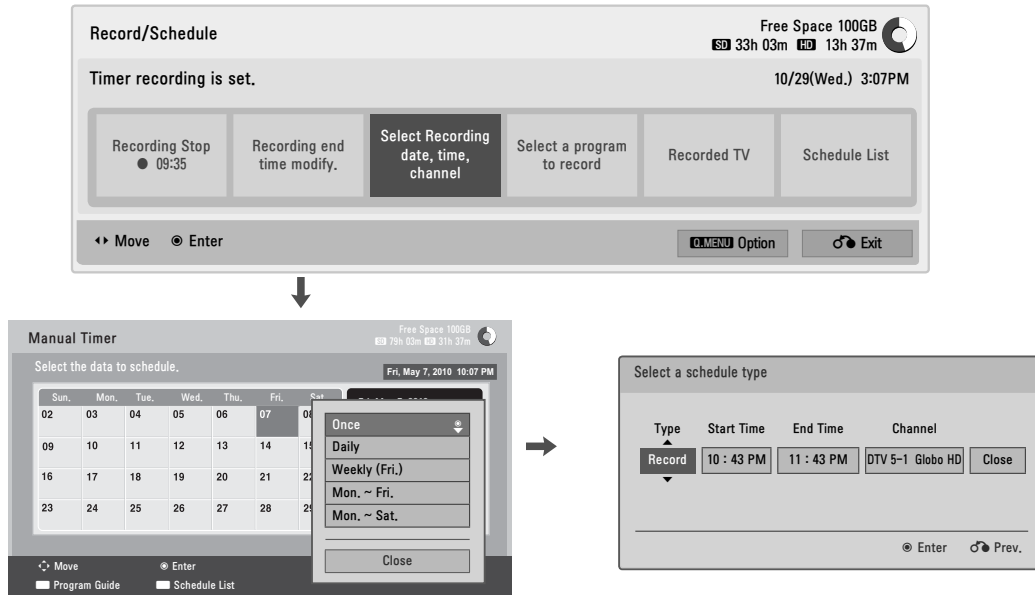 Record/Schedule
Free Space 100GB
SD 33h 03m HD 13h 37m
Timer recording is set.
10/29(Wed.) 3:07PM
Recording Stop
● 09:35
Recording end
time modify.
Select Recording
date, time,
channel
Select a program
to record
Recorded TV
Schedule List
Move
Enter
Q.MENU Option
Exit
Manual Timer
Free Space 100GB
SD 79h 03m HD 31h 37m
Select the data to schedule.
Fri, May 7, 2010 10:07 PM
Sun. Mon. Tue. Wed. Thu. Fri. Sat.
02 03 04 05 06 07
09 10 11 12 13 14
16 17 18 19 20 21
23 24 25 26 27 28
Once
Daily
Weekly (Fri.)
Mon. ~ Fri.
Mon. ~ Sat.
Close
Move
Enter
Program Guide
Schedule List
Select a schedule type
Type Start Time End Time Channel
Record 10 : 43 PM 11 : 43 PM DTV 5-1 Globo HD Close
Enter
Prev.